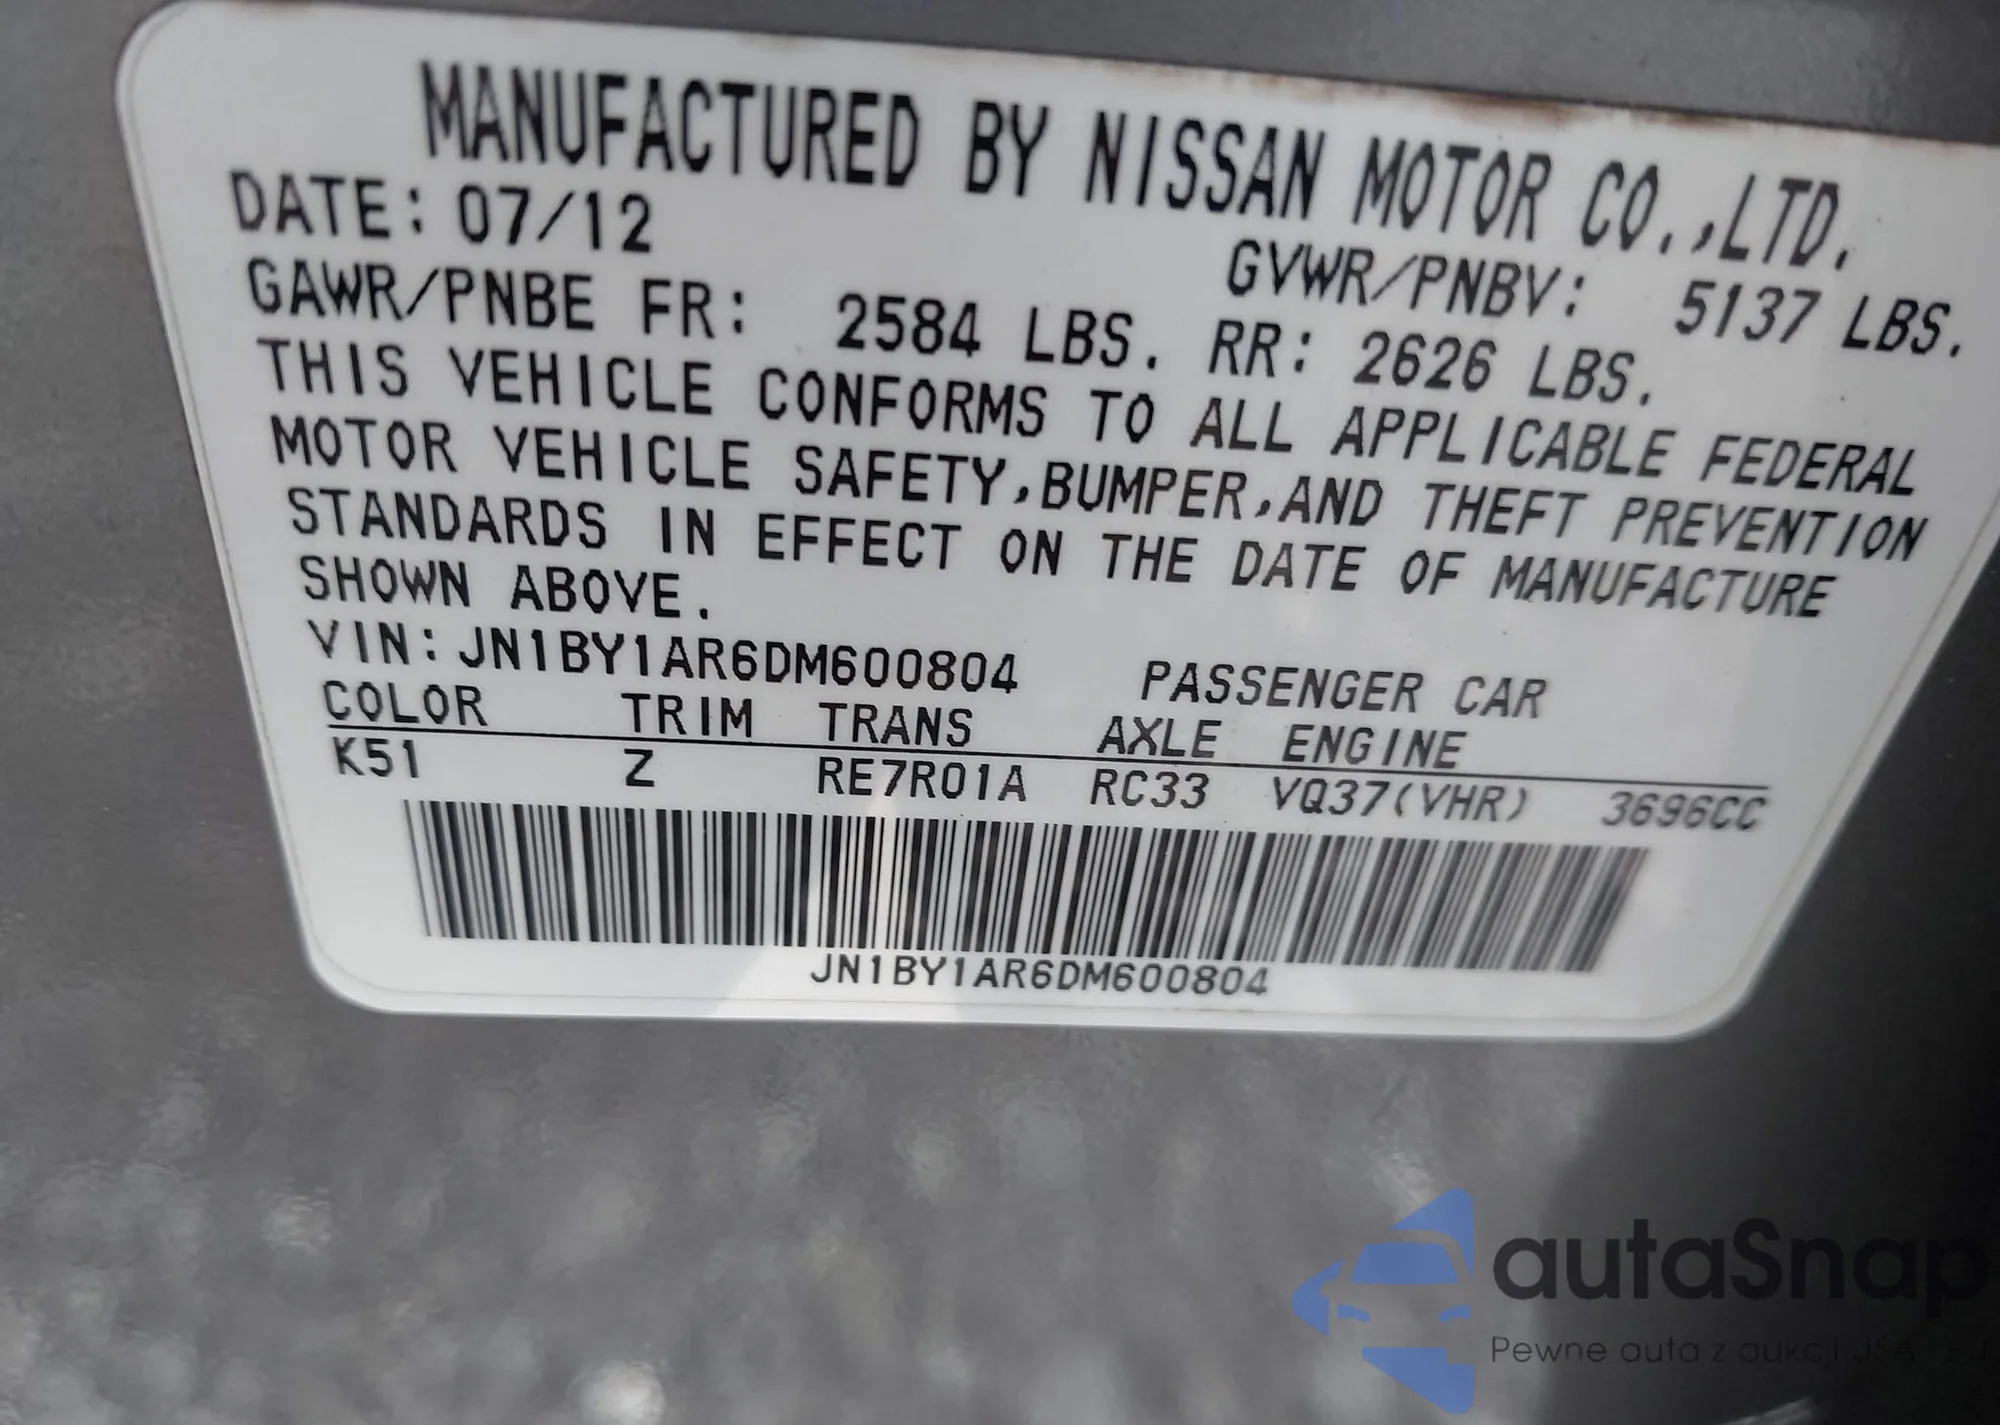 MANUFACTURED BY NISSAN MOTOR CO.,LTD.
DATE: 07/12 GVWR/PNBV: 5137 LBS.
GAWR/PNBE FR: 2584 LBS. RR: 2626 LBS.
THIS VEHICLE CONFORMS TO ALL APPLICABLE FEDERAL
MOTOR VEHICLE SAFETY,BUMPER,AND THEFT PREVENTION
STANDARDS IN EFFECT ON THE DATE OF MANUFACTURE
SHOWN ABOVE.
VIN: JN1BY1AR6DM600804 PASSENGER CAR
COLOR TRIM TRANS AXLE ENGINE
K51 Z RE7R01A RC33 VQ37(VHR) 3696CC
JN1BY1AR6DM600804
autaSnap
Pewne auta z aukcji